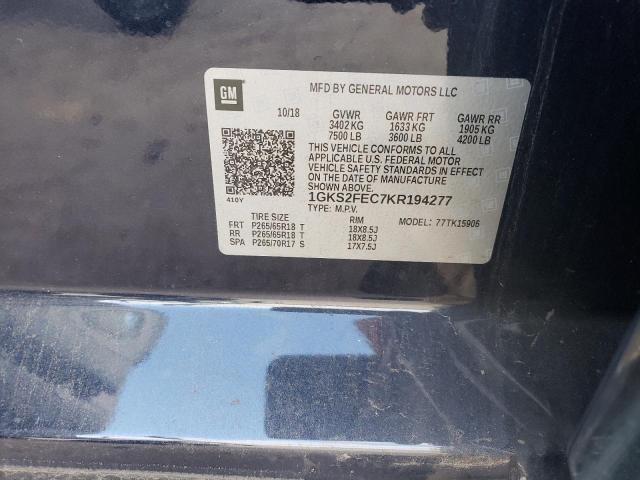 GM
MFD BY GENERAL MOTORS LLC
10/18 GVWR GAWR FRT GAWR RR
3402 KG 1633 KG 1905 KG
7500 LB 3600 LB 4200 LB
THIS VEHICLE CONFORMS TO ALL
APPLICABLE U.S. FEDERAL MOTOR
VEHICLE SAFETY STANDARDS IN EFFECT
ON THE DATE OF MANUFACTURE
SHOWN ABOVE.
410Y
1GKS2FEC7KR194277
TYPE: M.P.V. MODEL: 77TK15906
TIRE SIZE RIM
FRT P265/65R18 T 18X8.5J
RR P265/65R18 T 18X8.5J
SPA P265/70R17 S 17X7.5J